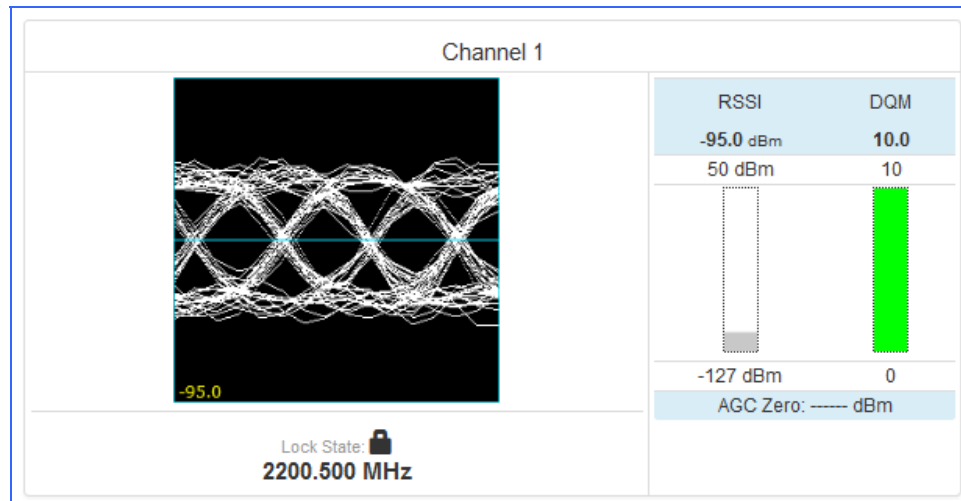 Channel 1
-95.0
Lock State:
2200.500 MHz
RSSI DQM
-95.0 dBm 10.0
50 dBm 10
-127 dBm 0
AGC Zero: ------ dBm